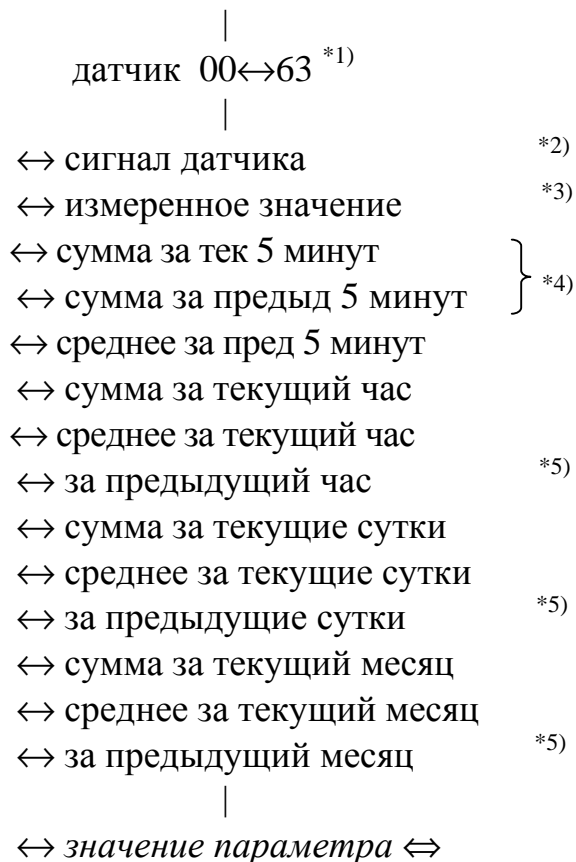 |
датчик 00↔63 *1)
|
↔ сигнал датчика *2)
↔ измеренное значение *3)
↔ сумма за тек 5 минут
↔ сумма за предыд 5 минут *4)
↔ среднее за пред 5 минут
↔ сумма за текущий час
↔ среднее за текущий час
↔ за предыдущий час *5)
↔ сумма за текущие сутки
↔ среднее за текущие сутки
↔ за предыдущие сутки *5)
↔ сумма за текущий месяц
↔ среднее за текущий месяц
↔ за предыдущий месяц *5)
|
↔ значение параметра ⇔